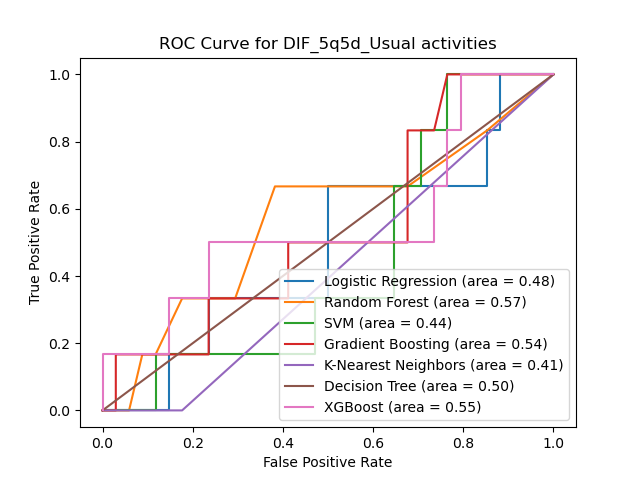 ROC Curve for DIF_5q5d_Usual activities
1.0
0.8
0.6
0.4
0.2
0.0
True Positive Rate
Logistic Regression (area = 0.48)
Random Forest (area = 0.57)
SVM (area = 0.44)
Gradient Boosting (area = 0.54)
K-Nearest Neighbors (area = 0.41)
Decision Tree (area = 0.50)
XGBoost (area = 0.55)
0.0 0.2 0.4 0.6 0.8 1.0
False Positive Rate